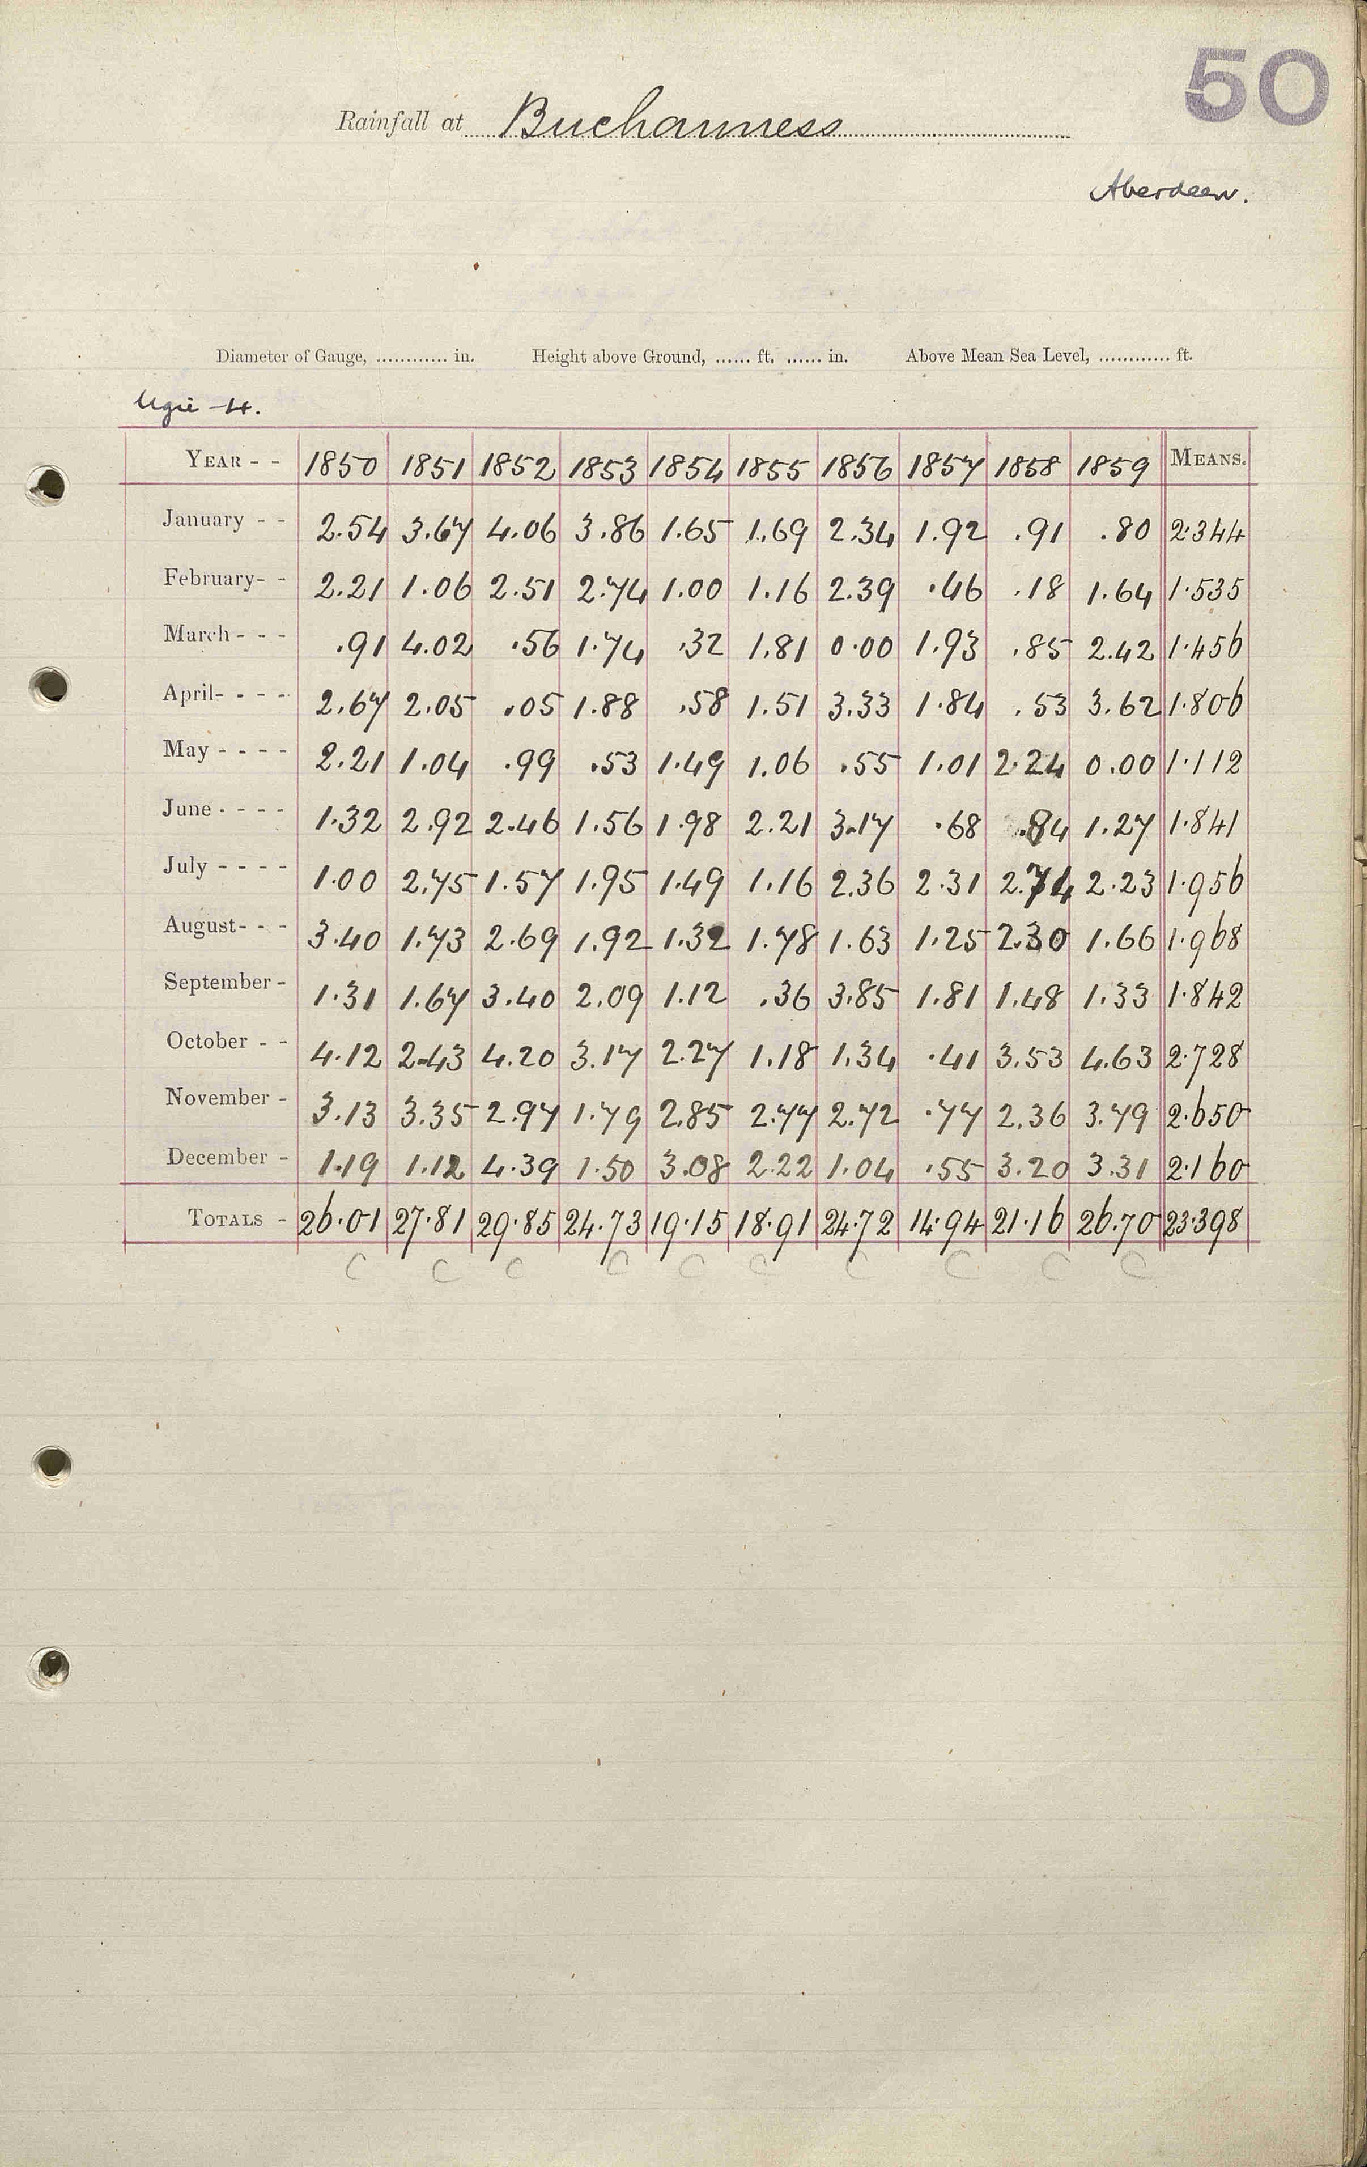 50
Rainfall at Buchanness
Aberdeen.
Diameter of Gauge, ............ in. Height above Ground, ...... ft. ...... in. Above Mean Sea Level, ............ ft.
Ugie H.
YEAR - - 1850 1851 1852 1853 1854 1855 1856 1857 1858 1859 MEANS.
January - - 2.54 3.67 4.06 3.86 1.65 1.69 2.34 1.92 .91 .80 2.344
February- - 2.21 1.06 2.51 2.74 1.00 1.16 2.39 .46 .18 1.64 1.535
March - - - .91 4.02 .56 1.74 .32 1.81 0.00 1.93 .85 2.42 1.456
April- - - - 2.67 2.05 .05 1.88 .58 1.51 3.33 1.84 .53 3.62 1.806
May - - - - 2.21 1.04 .99 .53 1.49 1.06 .55 1.01 2.24 0.00 1.112
June - - - - 1.32 2.92 2.46 1.56 1.98 2.21 3.17 .68 .84 1.27 1.841
July - - - - 1.00 2.75 1.57 1.95 1.49 1.16 2.36 2.31 2.74 2.23 1.956
August- - - 3.40 1.73 2.69 1.92 1.32 1.78 1.63 1.25 2.30 1.66 1.968
September - 1.31 1.67 3.40 2.09 1.12 .36 3.85 1.81 1.48 1.33 1.842
October - - 4.12 2.43 4.20 3.17 2.27 1.18 1.34 .41 3.53 4.63 2.728
November - 3.13 3.35 2.97 1.79 2.85 2.77 2.72 .77 2.36 3.79 2.650
December - 1.19 1.12 4.39 1.50 3.08 2.22 1.04 .55 3.20 3.31 2.160
TOTALS - 26.01 27.81 29.85 24.73 19.15 18.91 24.72 14.94 21.16 26.70 23.398
C C C C C C C C C C